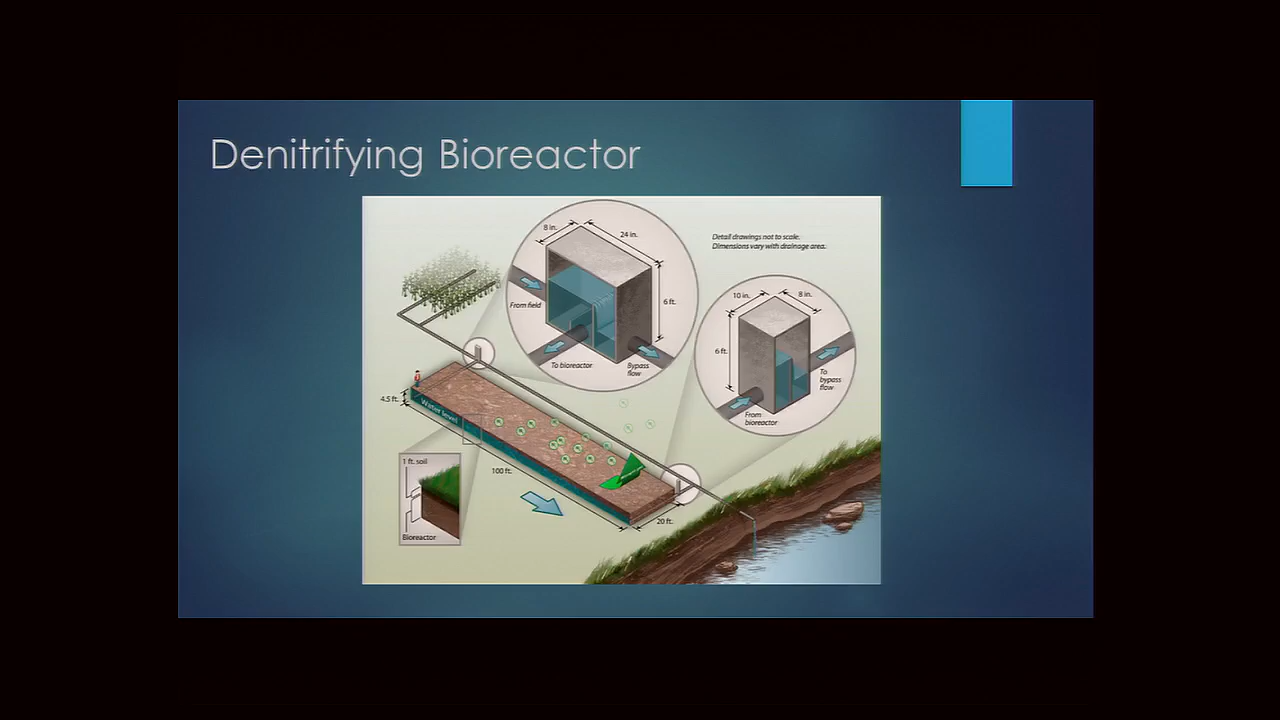 Denitrifying Bioreactor
8 in.
24 in.
6 ft.
From field
To bioreactor
Bypass
flow
Detail drawings not to scale.
Dimensions vary with drainage area.
10 in.
8 in.
6 ft.
To
bypass
flow
From
bioreactor
4.5 ft.
Water level
100 ft.
20 ft.
1 ft. soil
Bioreactor